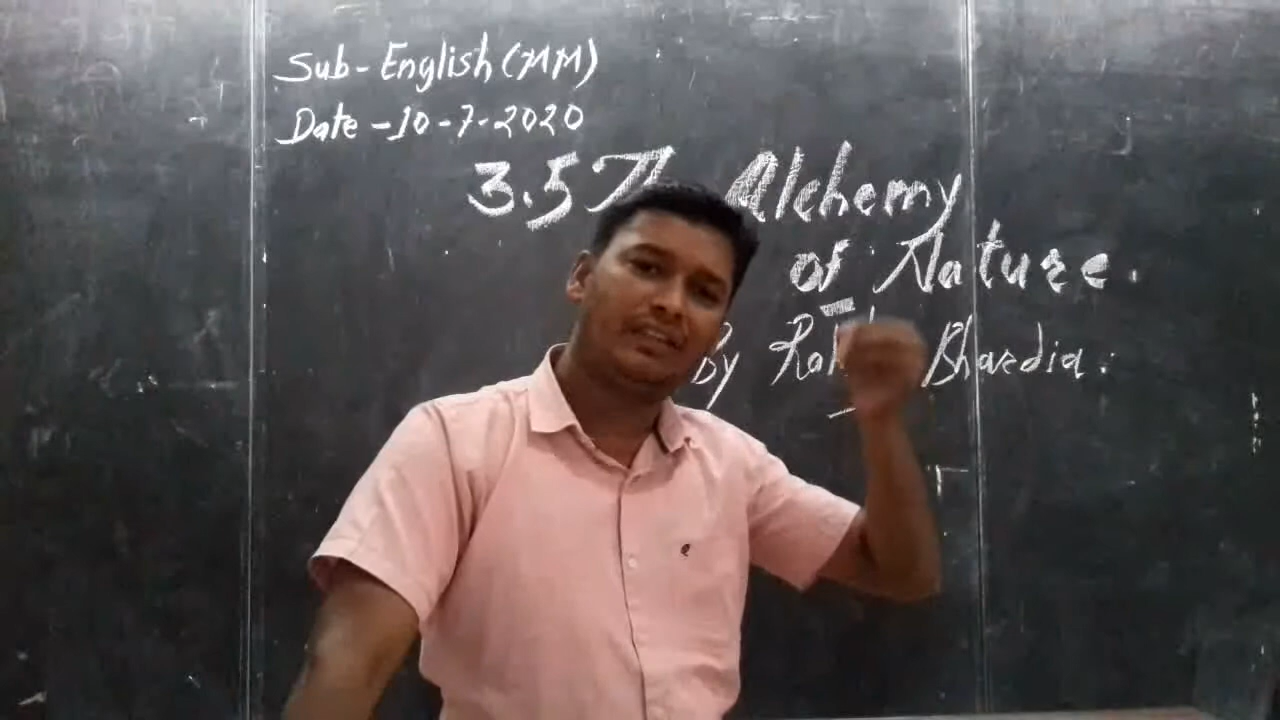 Sub-English (MM)
Date-10-7-2020
3.5 Alchemy
of Nature.
By Bhardia.